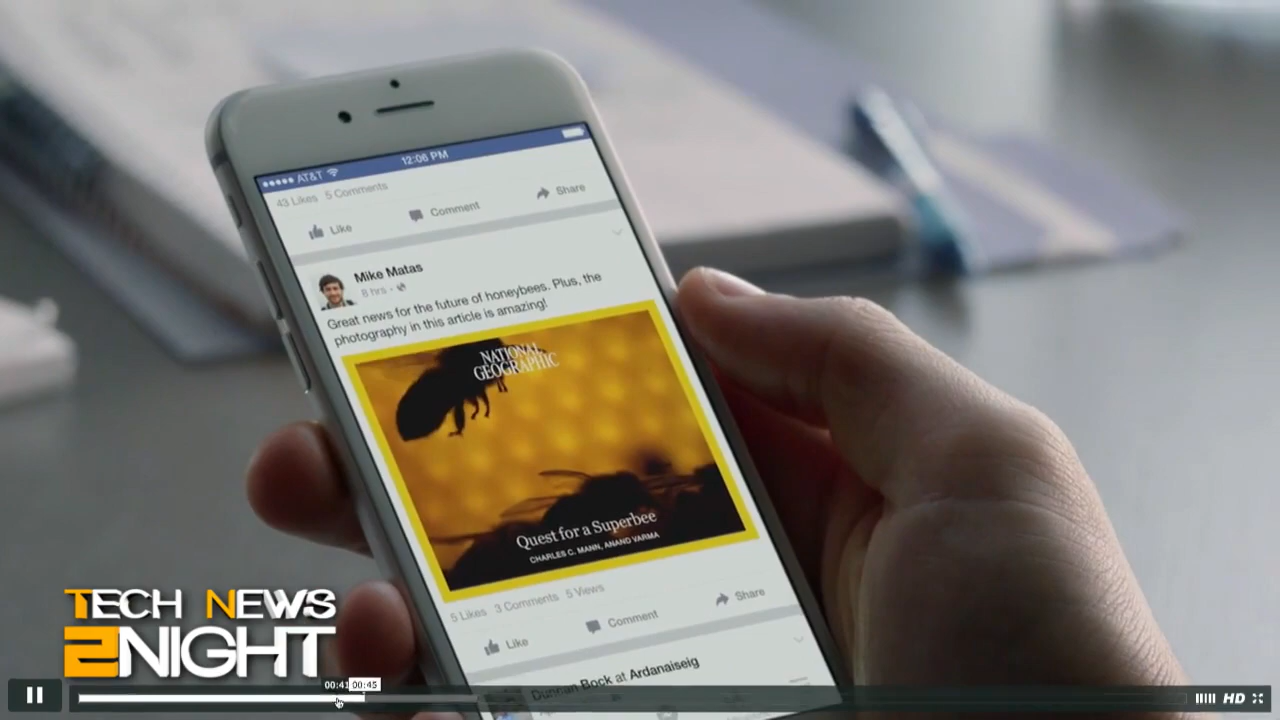 12:06 PM
AT&T
43 Likes 5 Comments
Like
Comment
Share
Mike Matas
8 hrs
Great news for the future of honeybees. Plus, the
photography in this article is amazing!
NATIONAL
GEOGRAPHIC
Quest for a Superbee
CHARLES C. MANN, ANAND VARMA
5 Likes 3 Comments 5 Views
Like
Comment
Share
Duncan Bock at Ardanaiseig
TECH NEWS
2NIGHT
00:41
00:45
HD